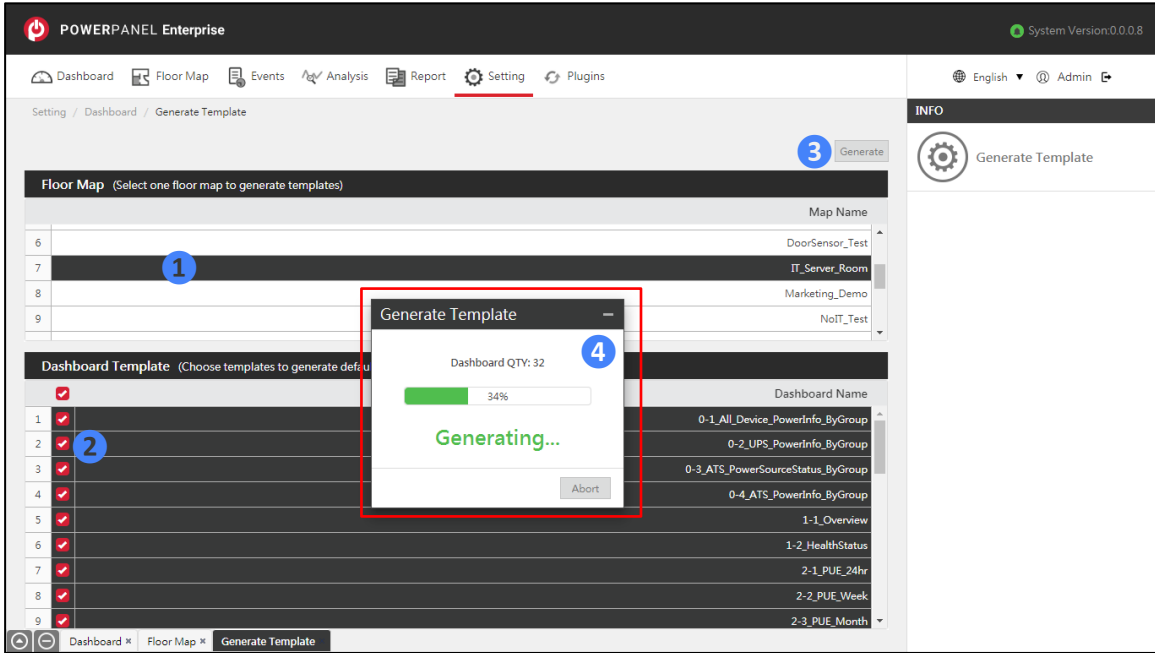 POWERPANEL Enterprise
System Version:0.0.0.8
Dashboard Floor Map Events Analysis Report Setting Plugins
English ▼ Admin
Setting / Dashboard / Generate Template
INFO
3 Generate
Generate Template
Floor Map (Select one floor map to generate templates)
Map Name
6 DoorSensor_Test
7 1 IT_Server_Room
8 Marketing_Demo
9 NoIT_Test
Generate Template
4
Dashboard QTY: 32
34%
Generating...
Abort
Dashboard Template (Choose templates to generate defau
Dashboard Name
1 0-1_All_Device_PowerInfo_ByGroup
2 2 0-2_UPS_PowerInfo_ByGroup
3 0-3_ATS_PowerSourceStatus_ByGroup
4 0-4_ATS_PowerInfo_ByGroup
5 1-1_Overview
6 1-2_HealthStatus
7 2-1_PUE_24hr
8 2-2_PUE_Week
9 2-3_PUE_Month
Dashboard × Floor Map × Generate Template